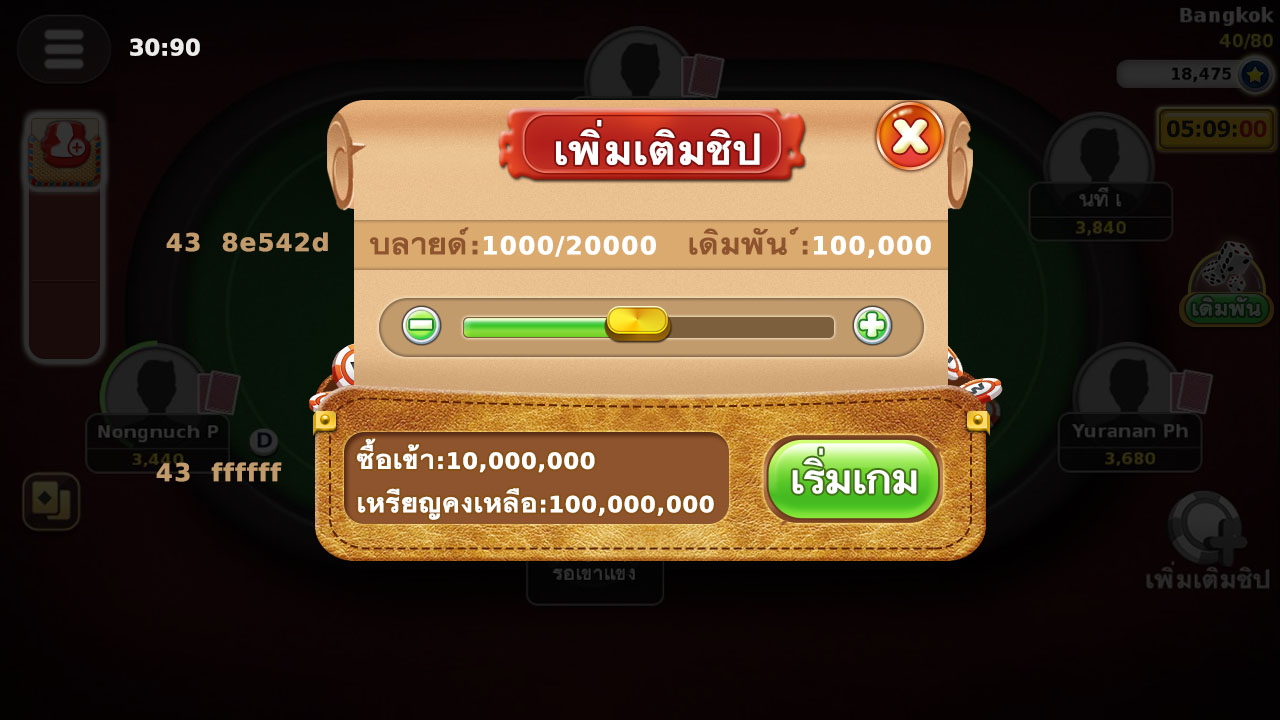 Bangkok
30:90
40/80
18,475
เพิ่มเติมชิป
05:09:00
นที เ
3,840
43 8e542d
บลายด์:1000/20000 เดิมพัน ์:100,000
เดิมพัน
Nongnuch P
D
3,440
Yuranan Ph
3,680
43 ffffff
ซื้อเข้า:10,000,000
เหรียญคงเหลือ:100,000,000
เริ่มเกม
รอเข้าแข่ง
เพิ่มเติมชิป